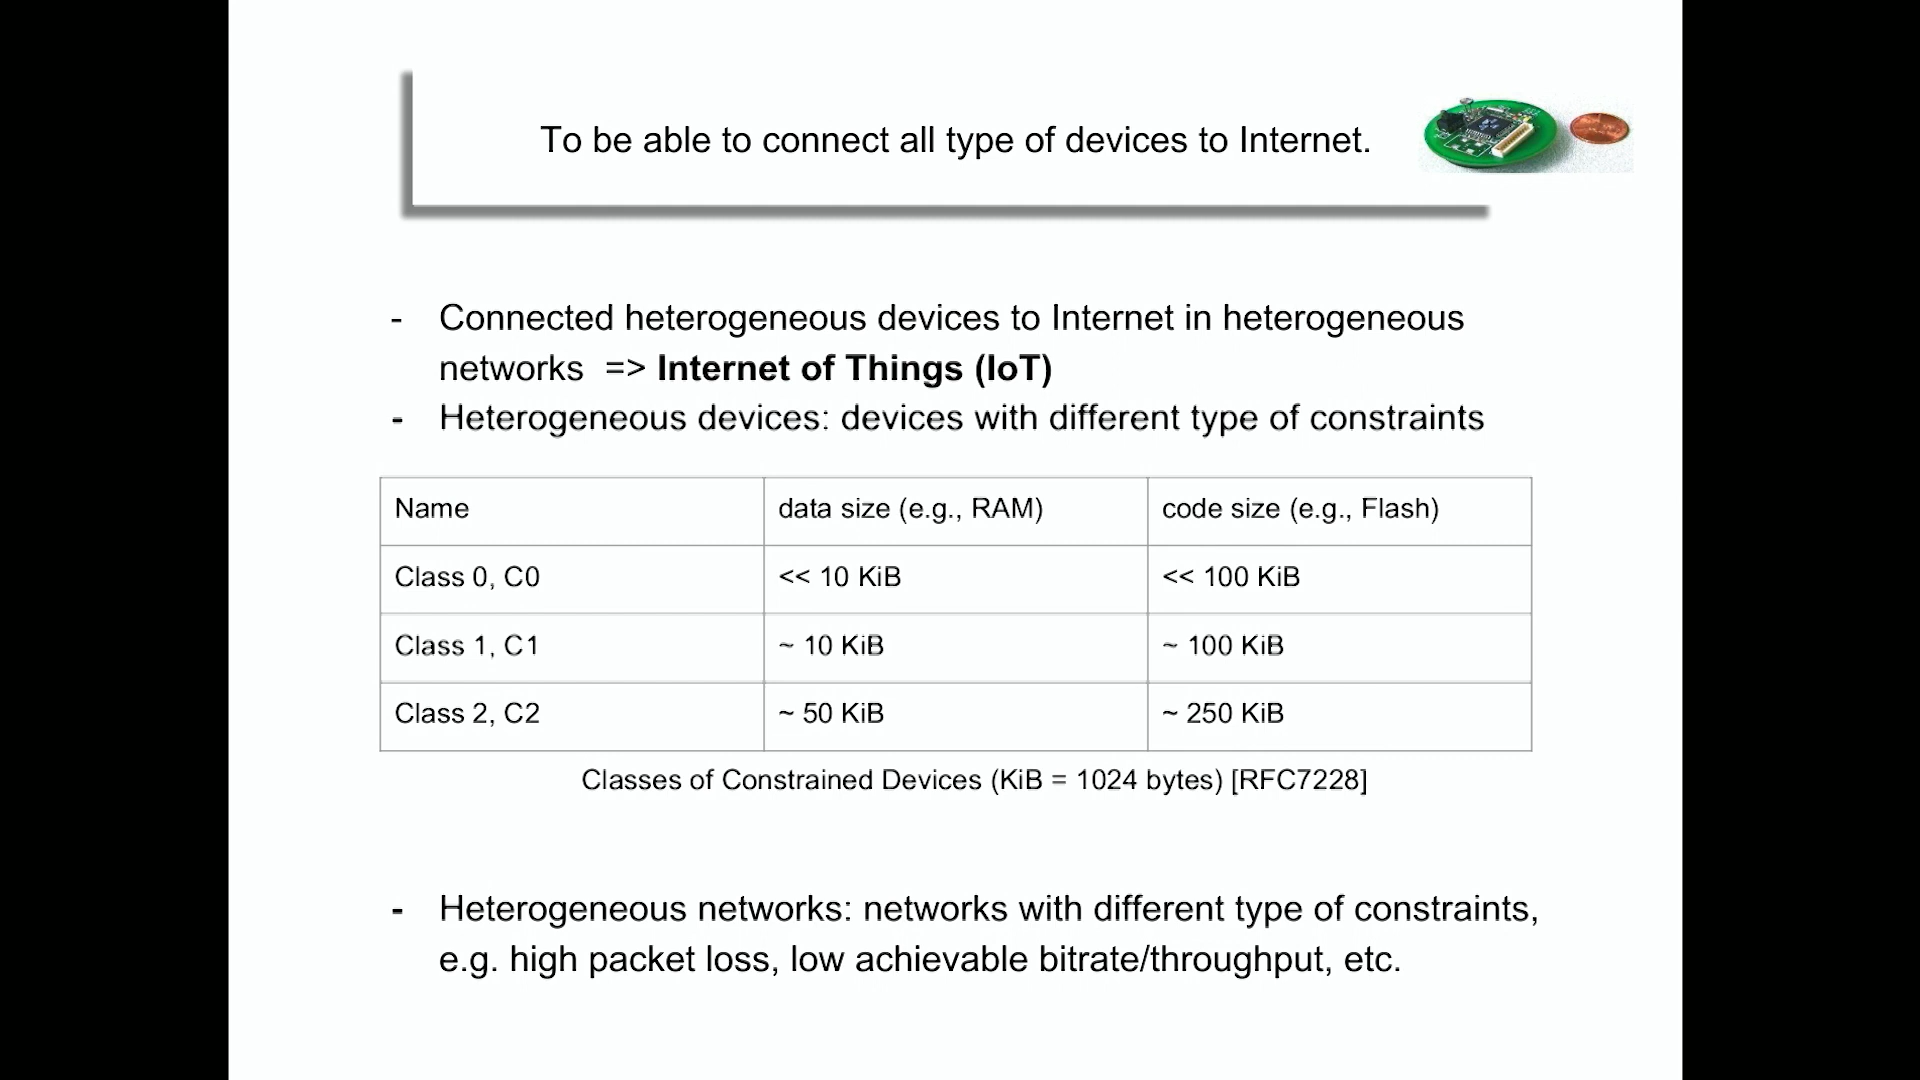 To be able to connect all type of devices to Internet.
- Connected heterogeneous devices to Internet in heterogeneous
networks => Internet of Things (IoT)
- Heterogeneous devices: devices with different type of constraints
Name data size (e.g., RAM) code size (e.g., Flash)
Class 0, C0 << 10 KiB << 100 KiB
Class 1, C1 ~ 10 KiB ~ 100 KiB
Class 2, C2 ~ 50 KiB ~ 250 KiB
Classes of Constrained Devices (KiB = 1024 bytes) [RFC7228]
- Heterogeneous networks: networks with different type of constraints,
e.g. high packet loss, low achievable bitrate/throughput, etc.